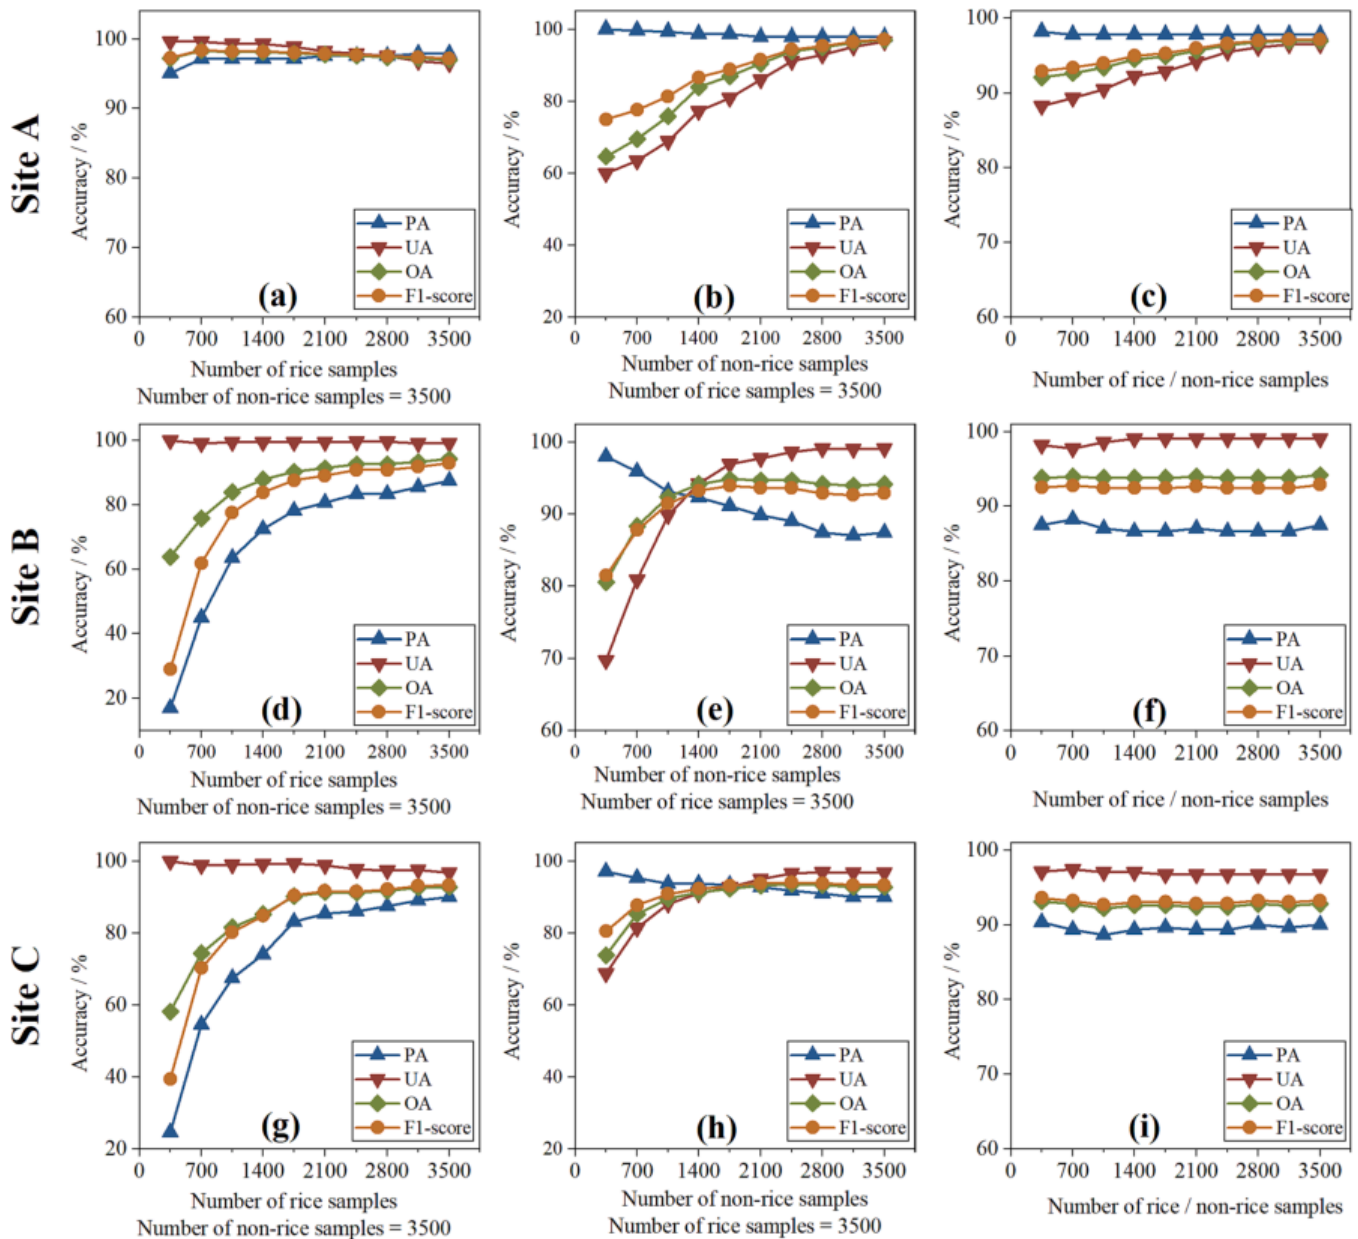 Site A
Accuracy / %
100
90
80
70
60
0 700 1400 2100 2800 3500
PA
UA
OA
F1-score
(a)
Number of rice samples
Number of non-rice samples = 3500
Accuracy / %
100
80
60
40
20
0 700 1400 2100 2800 3500
PA
UA
OA
F1-score
(b)
Number of non-rice samples
Number of rice samples = 3500
Accuracy / %
100
90
80
70
60
0 700 1400 2100 2800 3500
PA
UA
OA
F1-score
(c)
Number of rice / non-rice samples
Site B
Accuracy / %
100
80
60
40
20
0 700 1400 2100 2800 3500
PA
UA
OA
F1-score
(d)
Number of rice samples
Number of non-rice samples = 3500
Accuracy / %
100
90
80
70
60
0 700 1400 2100 2800 3500
PA
UA
OA
F1-score
(e)
Number of non-rice samples
Number of rice samples = 3500
Accuracy / %
100
90
80
70
60
0 700 1400 2100 2800 3500
PA
UA
OA
F1-score
(f)
Number of rice / non-rice samples
Site C
Accuracy / %
100
80
60
40
20
0 700 1400 2100 2800 3500
PA
UA
OA
F1-score
(g)
Number of rice samples
Number of non-rice samples = 3500
Accuracy / %
100
80
60
40
20
0 700 1400 2100 2800 3500
PA
UA
OA
F1-score
(h)
Number of non-rice samples
Number of rice samples = 3500
Accuracy / %
100
90
80
70
60
0 700 1400 2100 2800 3500
PA
UA
OA
F1-score
(i)
Number of rice / non-rice samples